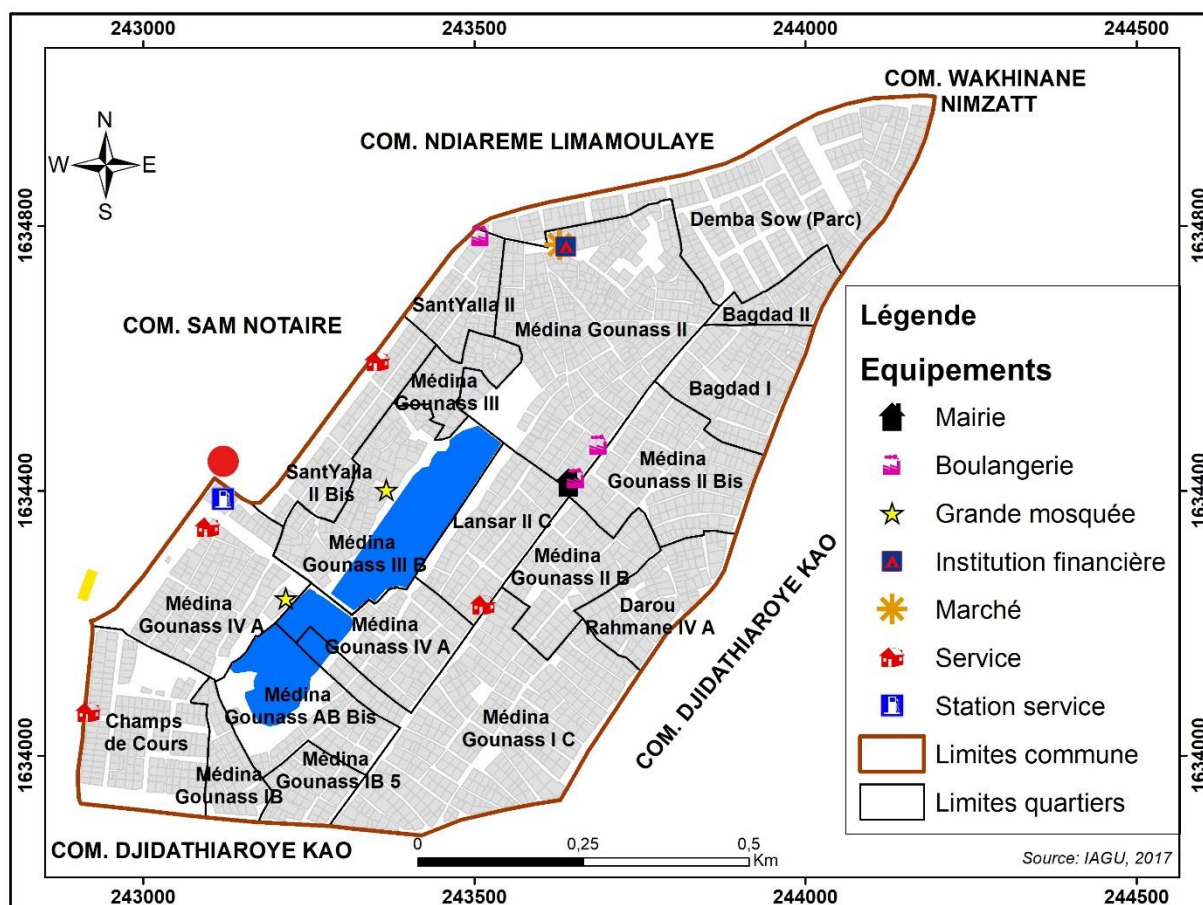 243000
243500
244000
244500
COM. WAKHINANE
NIMZATT
N
COM. NDIAREME LIMAMOULAYE
W
E
S
1634800
1634800
Demba Sow (Parc)
SantYalla II
Bagdad II
COM. SAM NOTAIRE
Médina Gounass II
Médina
Gounass III
Bagdad I
1634400
1634400
SantYalla
II Bis
Médina
Gounass II Bis
Lansar II C
Médina
Gounass III B
Médina
Gounass II B
Médina
Gounass IV A
Médina
Gounass IV A
Darou
Rahmane IV A
COM. DJIDATHIAROYE KAO
Médina
Gounass AB Bis
Champs
de Cours
Médina
Gounass I C
1634000
1634000
Médina
Gounass IB
Médina
Gounass IB 5
COM. DJIDATHIAROYE KAO
0
0,25
0,5
Km
Légende
Equipements
Mairie
Boulangerie
Grande mosquée
Institution financière
Marché
Service
Station service
Limites commune
Limites quartiers
Source: IAGU, 2017
243000
243500
244000
244500